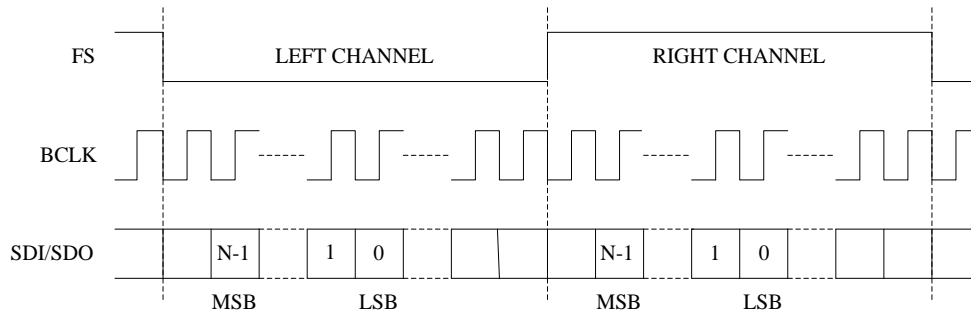 FS LEFT CHANNEL RIGHT CHANNEL
BCLK
SDI/SDO N-1 1 0 N-1 1 0
MSB LSB MSB LSB